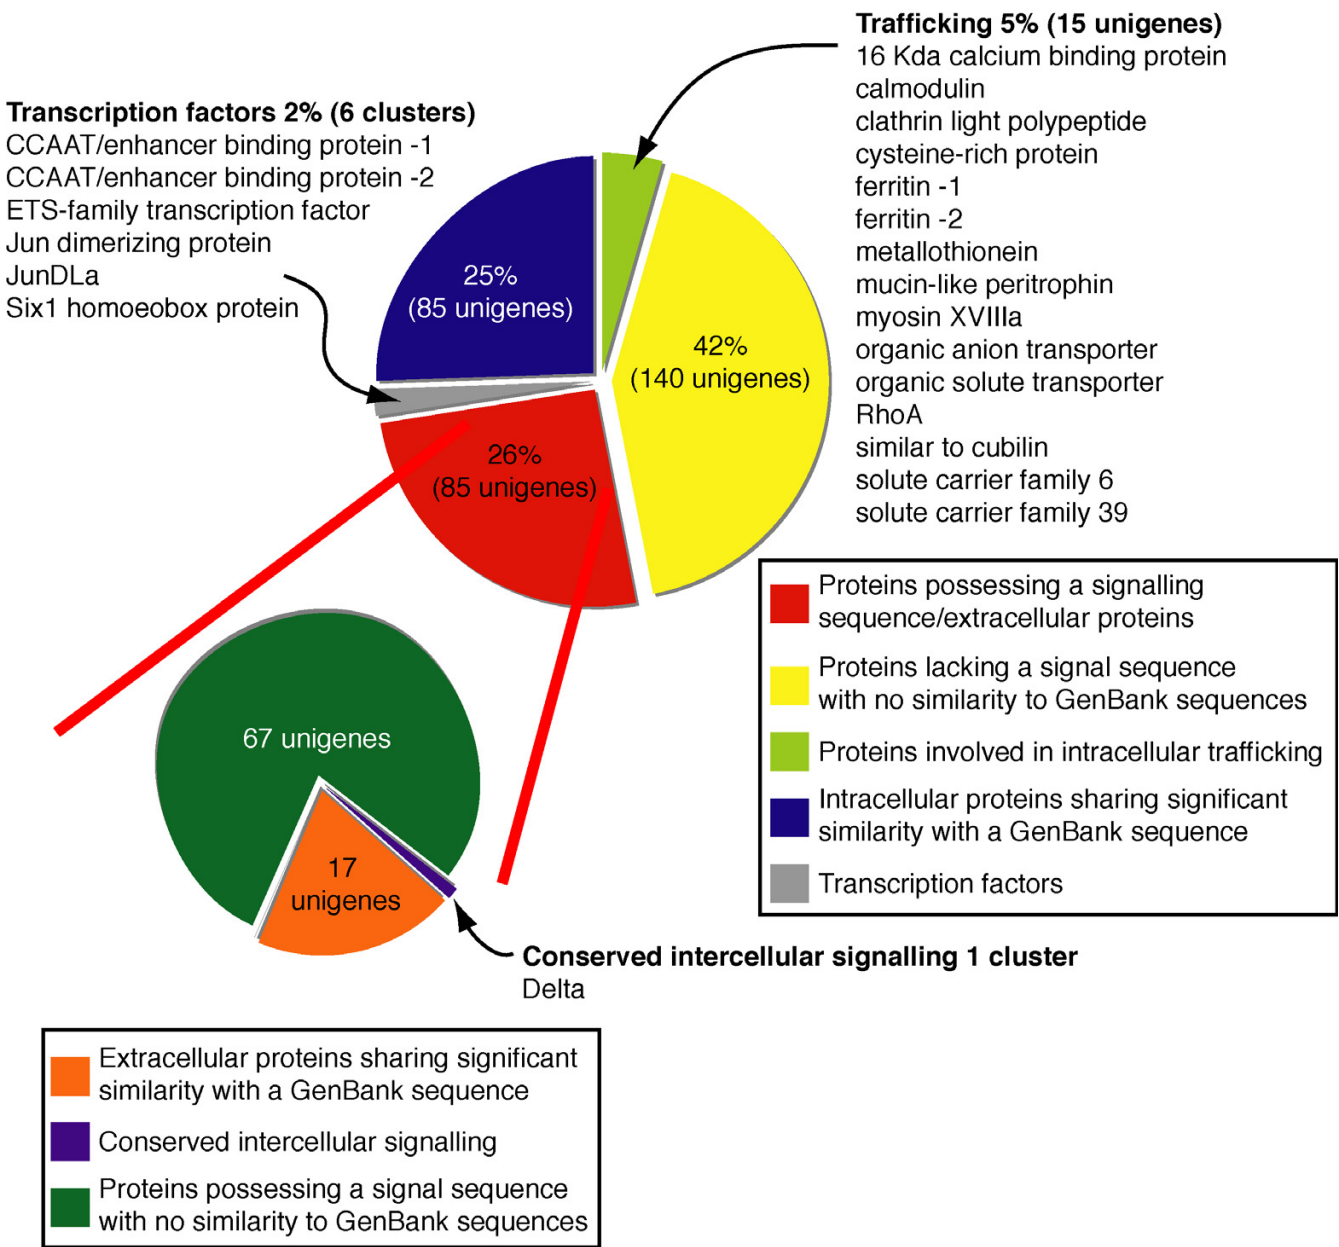 Trafficking 5% (15 unigenes)
16 Kda calcium binding protein
calmodulin
clathrin light polypeptide
cysteine-rich protein
ferritin -1
ferritin -2
metallothionein
mucin-like peritrophin
myosin XVIIIa
organic anion transporter
organic solute transporter
RhoA
similar to cubilin
solute carrier family 6
solute carrier family 39
Transcription factors 2% (6 clusters)
CCAAT/enhancer binding protein -1
CCAAT/enhancer binding protein -2
ETS-family transcription factor
Jun dimerizing protein
JunDLa
Six1 homoeobox protein
25%
(85 unigenes)
42%
(140 unigenes)
26%
(85 unigenes)
Proteins possessing a signalling
sequence/extracellular proteins
Proteins lacking a signal sequence
with no similarity to GenBank sequences
Proteins involved in intracellular trafficking
Intracellular proteins sharing significant
similarity with a GenBank sequence
Transcription factors
67 unigenes
17
unigenes
Conserved intercellular signalling 1 cluster
Delta
Extracellular proteins sharing significant
similarity with a GenBank sequence
Conserved intercellular signalling
Proteins possessing a signal sequence
with no similarity to GenBank sequences